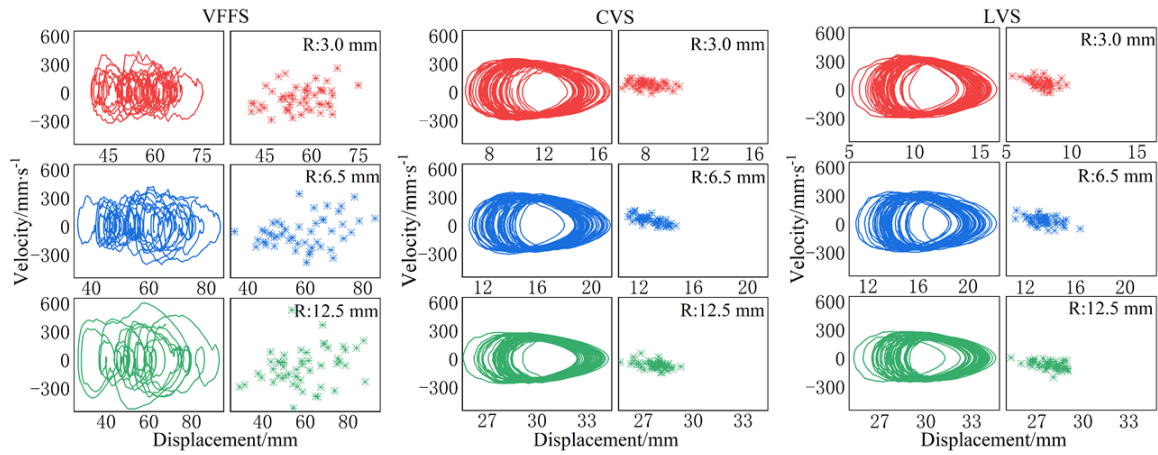 VFFS CVS LVS
600 R:3.0 mm 600 R:3.0 mm 600 R:3.0 mm
300 300 300
0 0 0
−300 −300 −300
45 60 75 45 60 75 8 12 16 8 12 16 5 10 15 5 10 15
600 R:6.5 mm 600 R:6.5 mm 600 R:6.5 mm
300 300 300
0 0 0
−300 −300 −300
40 60 80 40 60 80 12 16 20 12 16 20 12 16 20 12 16 20
600 R:12.5 mm 600 R:12.5 mm 600 R:12.5 mm
300 300 300
0 0 0
−300 −300 −300
40 60 80 40 60 80 27 30 33 27 30 33 27 30 33 27 30 33
Velocity/mm·s⁻¹ Velocity/mm·s⁻¹ Velocity/mm·s⁻¹
Displacement/mm Displacement/mm Displacement/mm